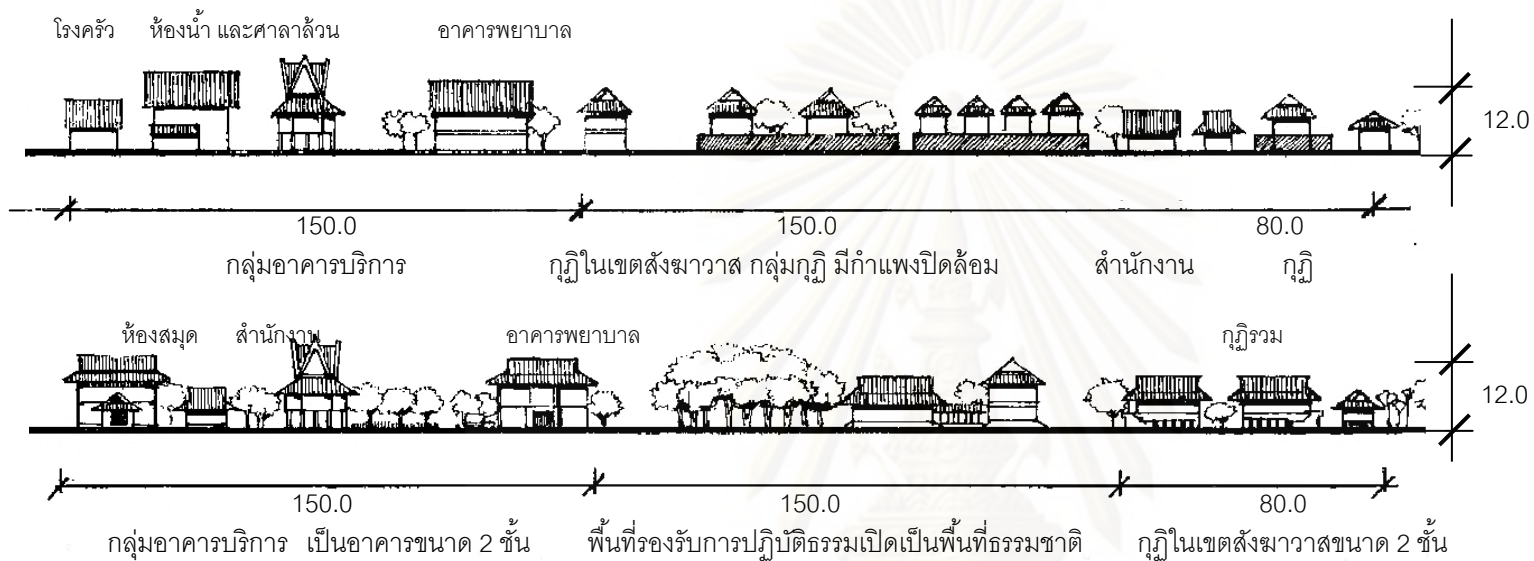 โรงครัว ห้องน้ำ และศาลาล้วน อาคารพยาบาล
12.0
150.0 150.0 80.0
กลุ่มอาคารบริการ กุฏิในเขตสังฆาวาส กลุ่มกุฏิ มีกำแพงปิดล้อม สำนักงาน กุฏิ
ห้องสมุด สำนักงาน อาคารพยาบาล กุฏิรวม
12.0
150.0 150.0 80.0
กลุ่มอาคารบริการ เป็นอาคารขนาด 2 ชั้น พื้นที่รองรับการปฏิบัติธรรมเปิดเป็นพื้นที่ธรรมชาติ กุฏิในเขตสังฆาวาสขนาด 2 ชั้น